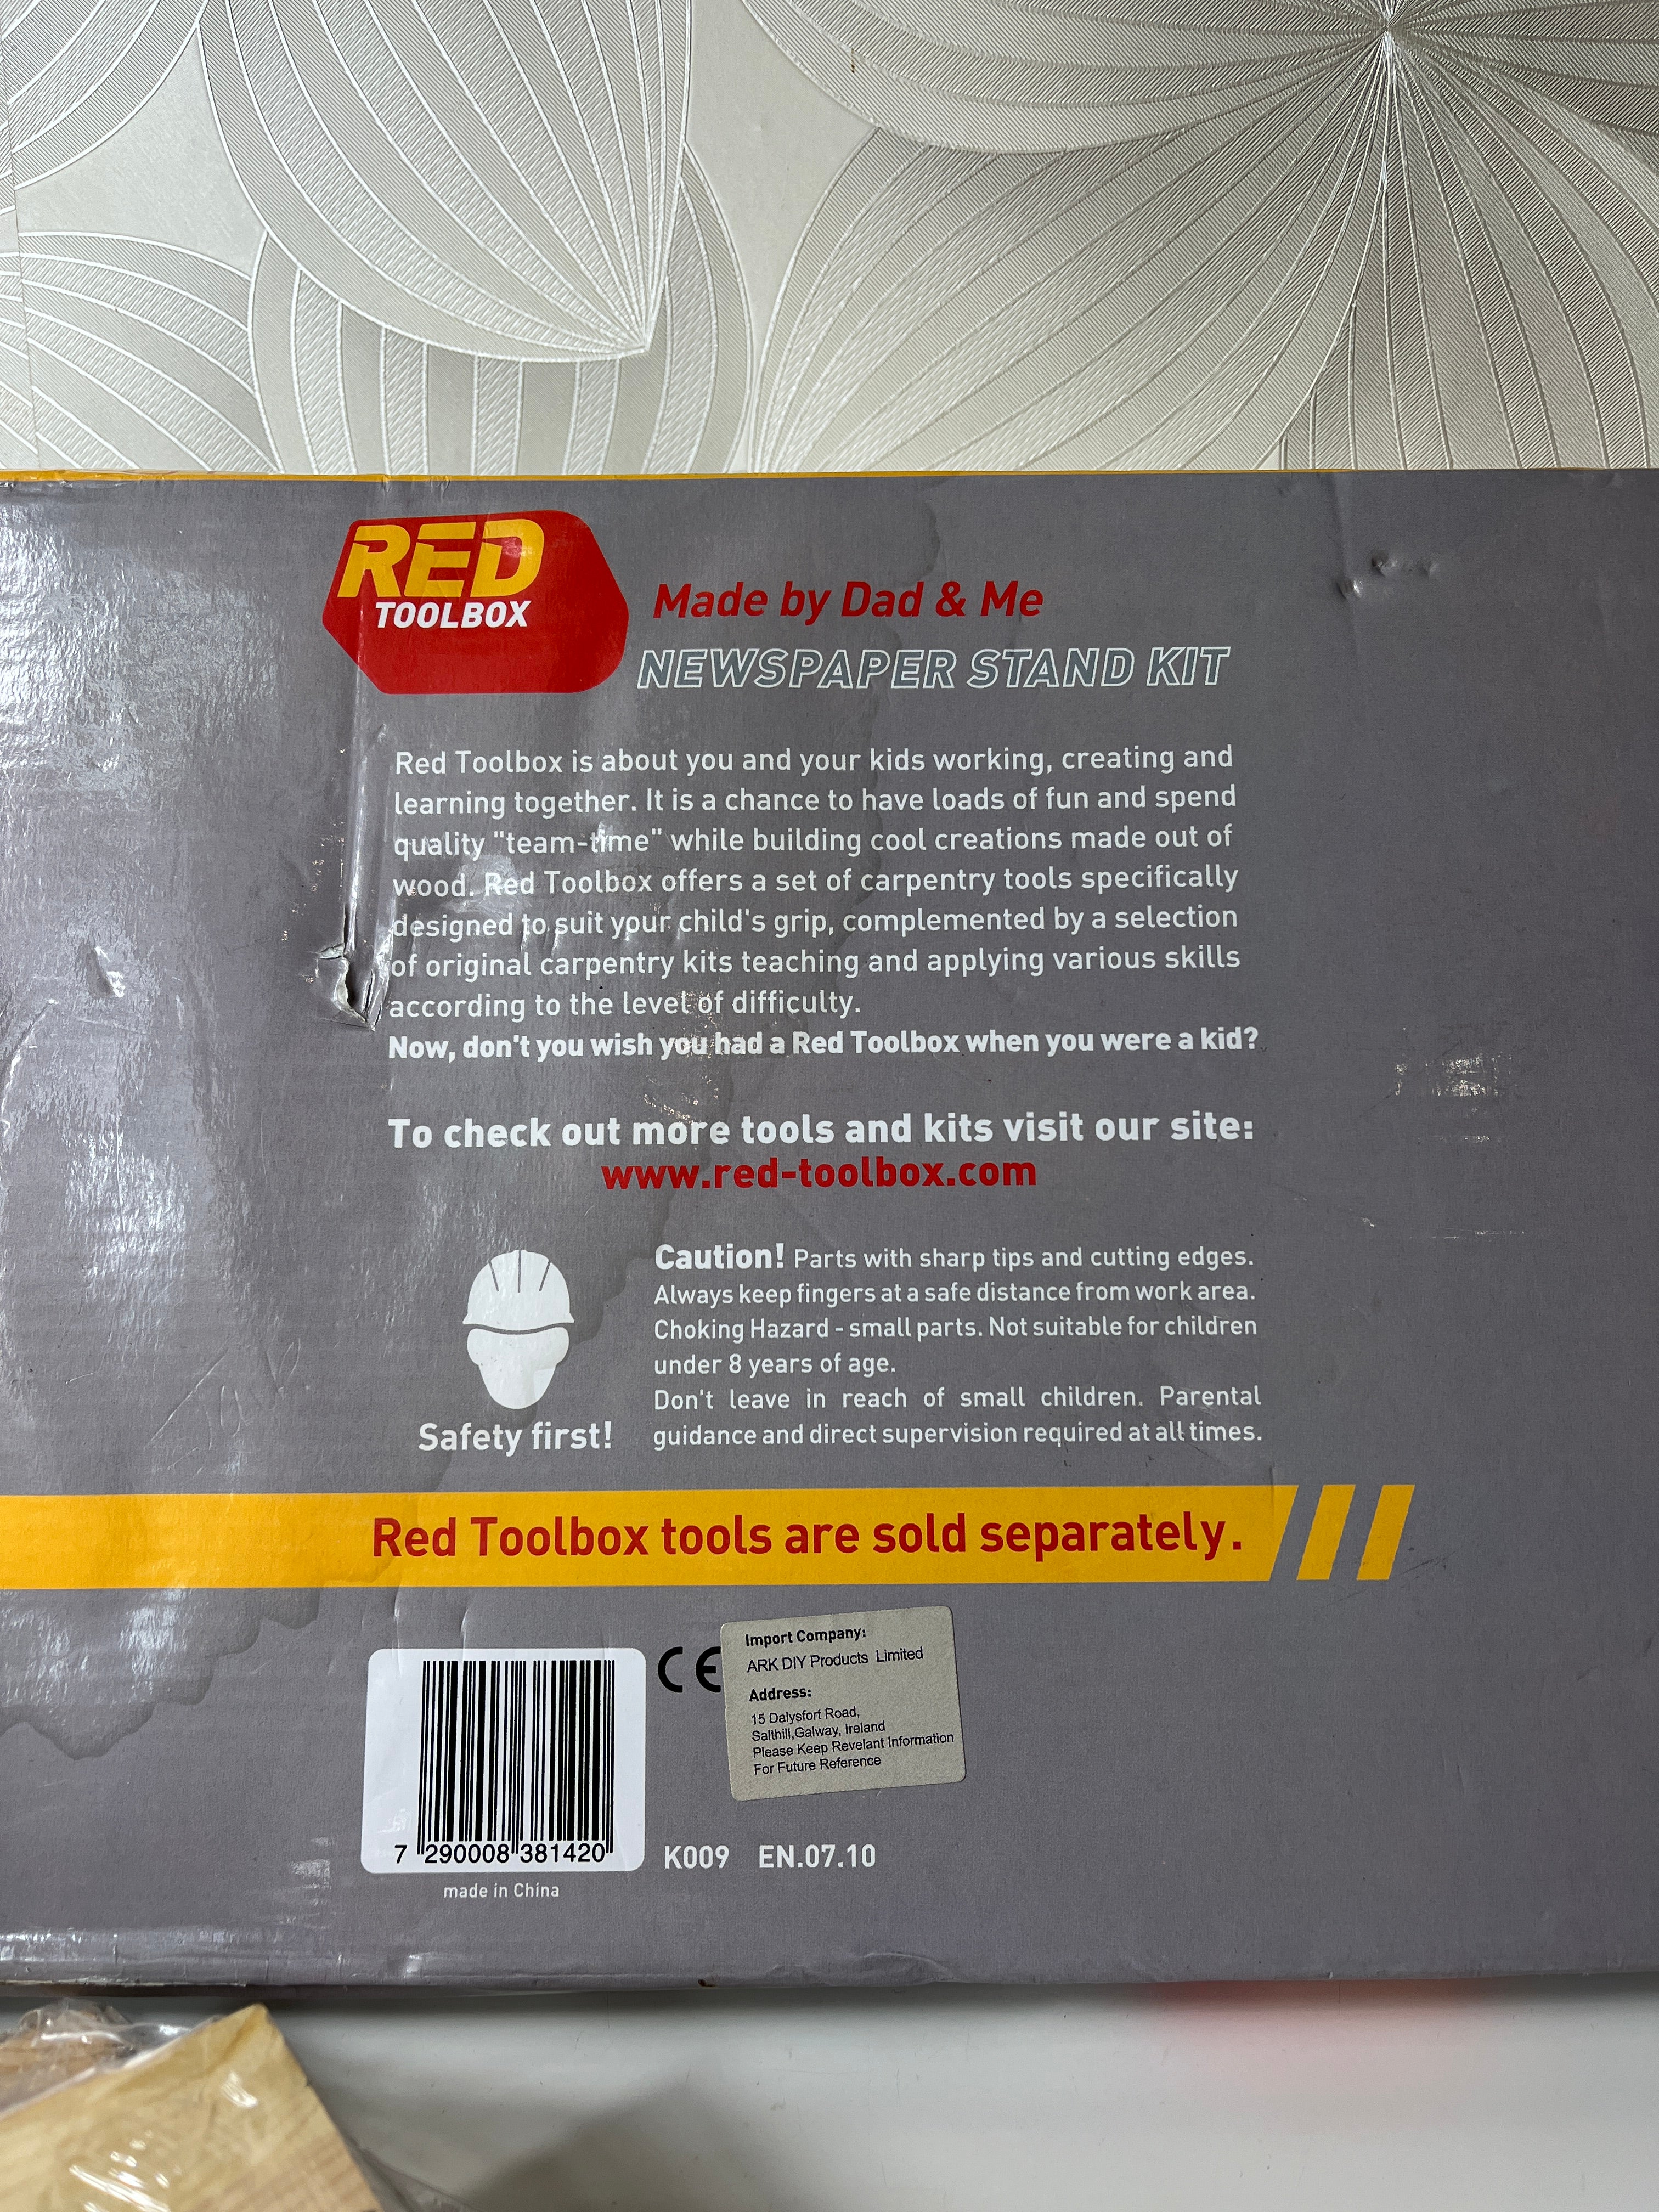 RED
TOOLBOX
Made by Dad & Me
NEWSPAPER STAND KIT
Red Toolbox is about you and your kids working, creating and
learning together. It is a chance to have loads of fun and spend
quality "team-time" while building cool creations made out of
wood. Red Toolbox offers a set of carpentry tools specifically
designed to suit your child's grip, complemented by a selection
of original carpentry kits teaching and applying various skills
according to the level of difficulty.
Now, don't you wish you had a Red Toolbox when you were a kid?
To check out more tools and kits visit our site:
www.red-toolbox.com
Caution! Parts with sharp tips and cutting edges.
Always keep fingers at a safe distance from work area.
Choking Hazard - small parts. Not suitable for children
under 8 years of age.
Don't leave in reach of small children. Parental
guidance and direct supervision required at all times.
Safety first!
Red Toolbox tools are sold separately.
CE
Import Company:
ARK DIY Products Limited
Address:
15 Dalysfort Road,
Salthill,Galway, Ireland
Please Keep Revelant Information
For Future Reference
7 290008 381420
K009 EN.07.10
made in China